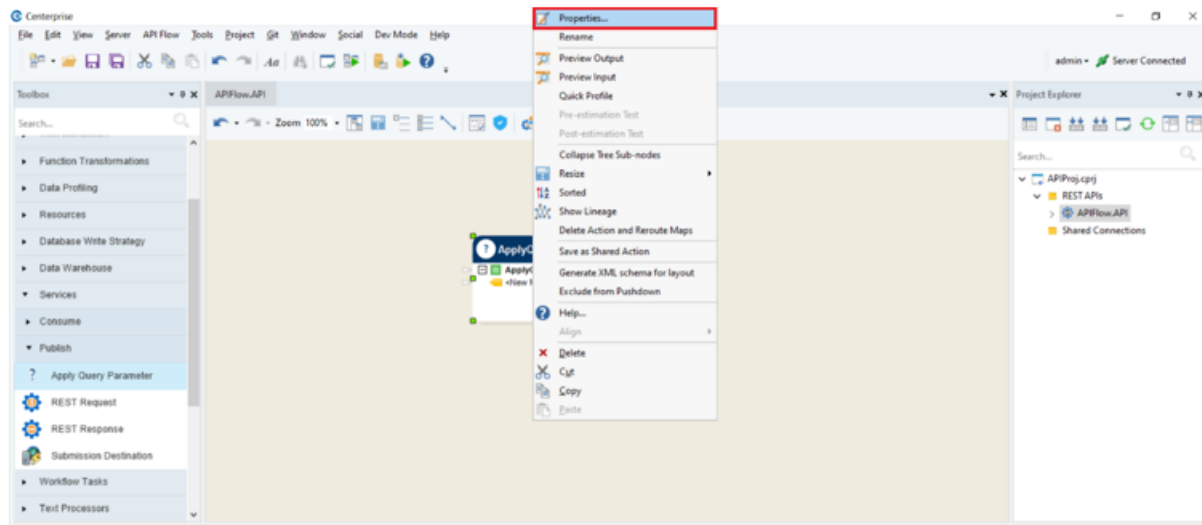 Centerprise
File Edit View Server API Flow Tools Project Git Window Social Dev Mode Help
admin Server Connected
Toolbox
Search...
Function Transformations
Data Profiling
Resources
Database Write Strategy
Data Warehouse
Services
Consume
Publish
? Apply Query Parameter
REST Request
REST Response
Submission Destination
Workflow Tasks
Text Processors
APIFlow.API
Zoom 100%
? ApplyQ
ApplyQ
<New
Properties...
Rename
Preview Output
Preview Input
Quick Profile
Pre-estimation Test
Post-estimation Test
Collapse Tree Sub-nodes
Resize
Sorted
Show Lineage
Delete Action and Reroute Maps
Save as Shared Action
Generate XML schema for layout
Exclude from Pushdown
Help...
Align
Delete
Cut
Copy
Paste
Project Explorer
Search...
APIProj.cprj
REST APIs
APIFlow.API
Shared Connections